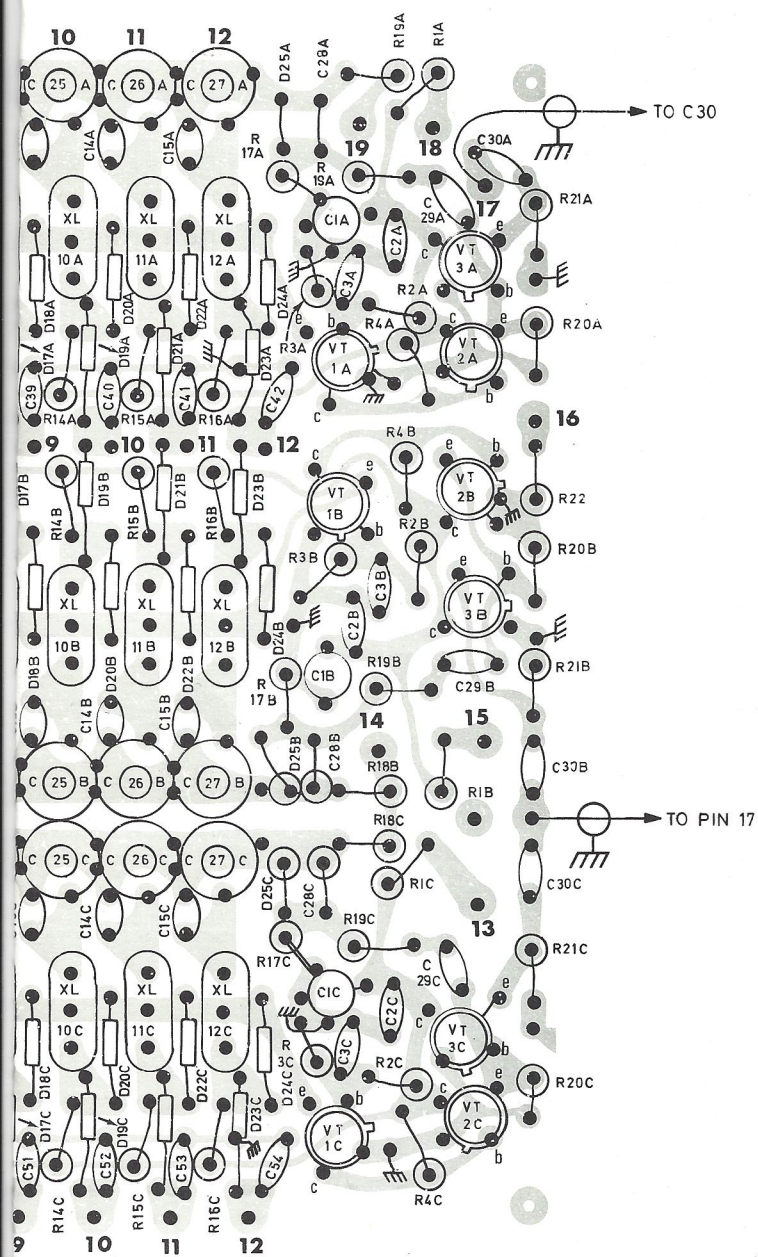 10 11 12
D25A C28A R19A R1A
C 25 A C 26 A C 27 A
TO C30
C14A C15A R 17A R 19A 19 18 C30A
XL 10A XL 11A XL 12A
C1A C2A C 29A 17 R21A
c e VT 3A b
D18A D20A D22A D24A C3A R2A
D17A D19A D21A D23A R3A e b VT 1A c R4A c e VT 2A b R20A
C39 R14A C40 R15A C41 R16A C42
9 10 11 12 16
D17B R14B D19B R15B D21B R16B D23B
VT 1B e b R4B e b VT 2B c R22
R3B R2B R20B
XL 10B XL 11B XL 12B
C3B e b VT 3B c
D18B D20B D22B D24B C2B
R 17B C1B R19B C29B R21B
C14B C15B 14 15
C 25 B C 26 B C 27 B
D25B C28B R18B R1B C30B
TO PIN 17
C 25 C C 26 C C 27 C
R18C
D25C C28C R1C C30C
C14C C15C R19C 13
R17C C 29C R21C
XL 10C XL 11C XL 12C
C1C C2C e c VT 3C b
D18C D20C D22C D24C R 3C C3C R2C R20C
D17C D19C D23C e b VT 1C c c e VT 2C b
C51 C52 C53 C54
R14C R15C R16C R4C
9 10 11 12